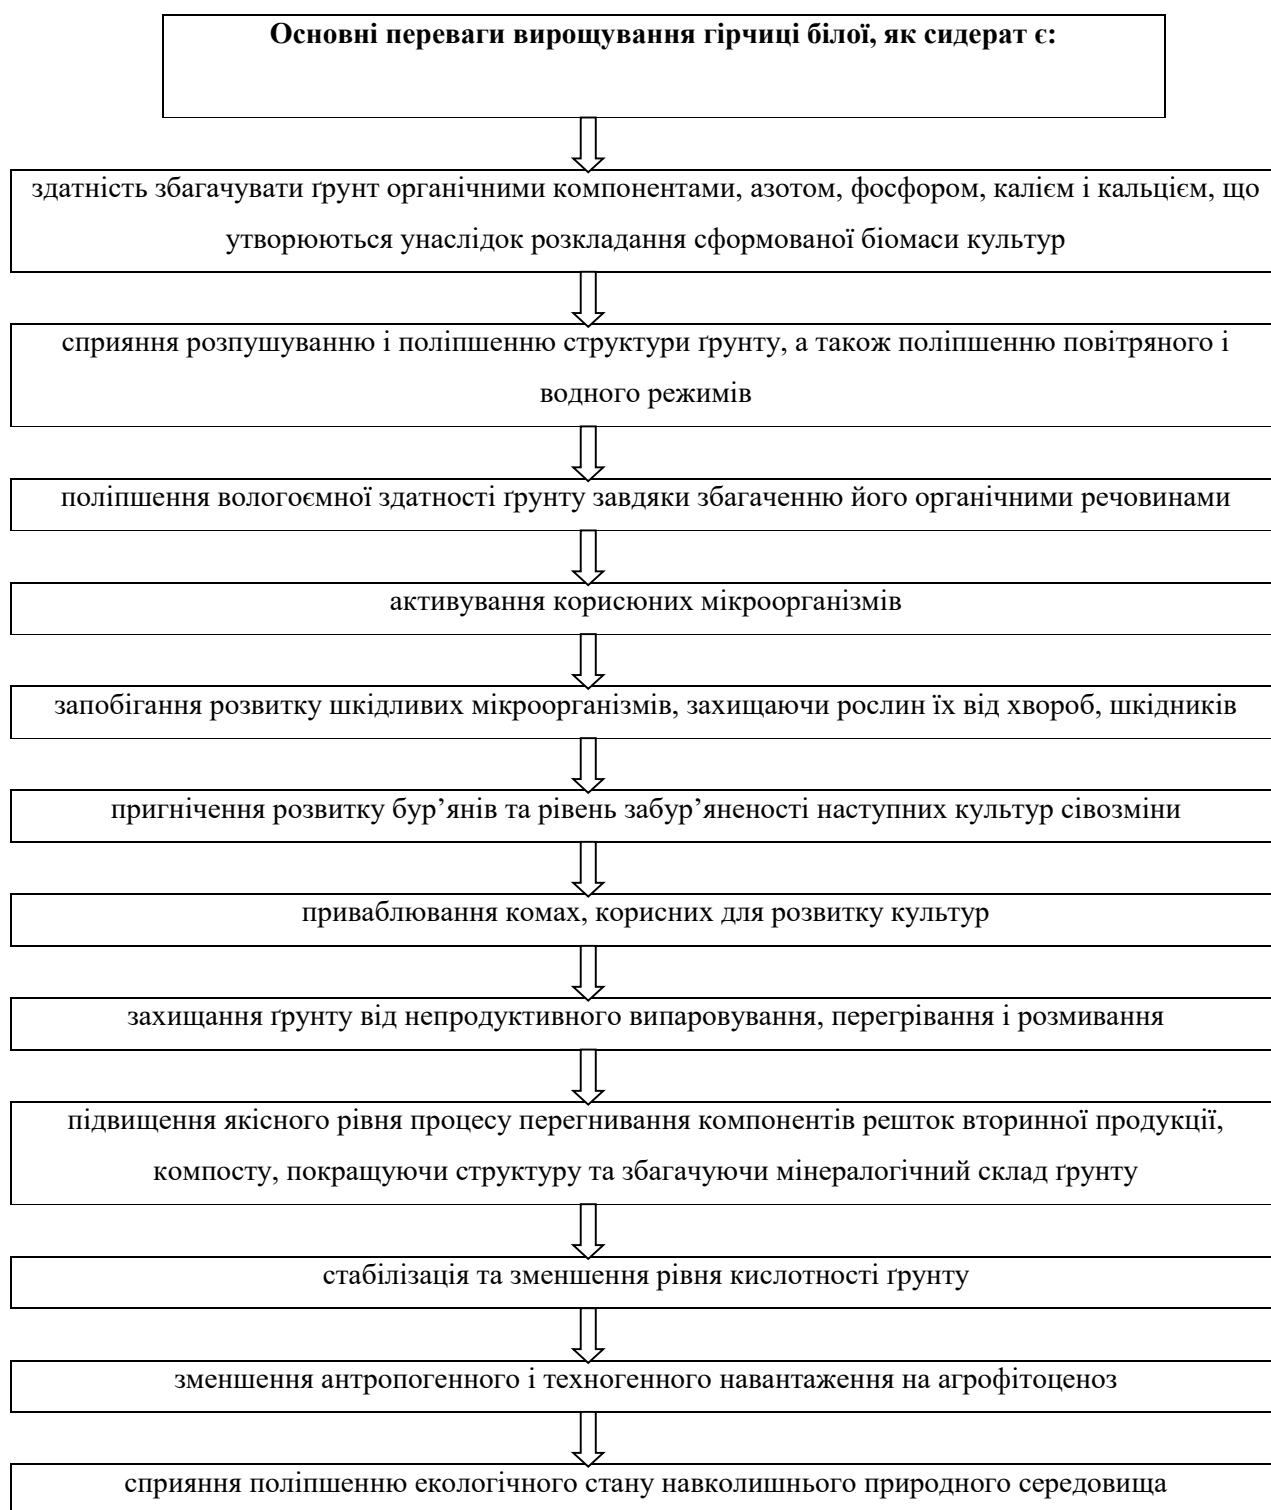 Основні переваги вирощування гірчиці білої, як сидерат є:
здатність збагачувати ґрунт органічними компонентами, азотом, фосфором, калієм і кальцієм, що
утворюються унаслідок розкладання сформованої біомаси культур
сприяння розпушуванню і поліпшенню структури ґрунту, а також поліпшенню повітряного і
водного режимів
поліпшення вологоємної здатності ґрунту завдяки збагаченню його органічними речовинами
активування корисюних мікроорганізмів
запобігання розвитку шкідливих мікроорганізмів, захищаючи рослин їх від хвороб, шкідників
пригнічення розвитку бур’янів та рівень забур’яненості наступних культур сівозміни
приваблювання комах, корисних для розвитку культур
захищання ґрунту від непродуктивного випаровування, перегрівання і розмивання
підвищення якісного рівня процесу перегнивання компонентів решток вторинної продукції,
компосту, покращуючи структуру та збагачуючи мінералогічний склад ґрунту
стабілізація та зменшення рівня кислотності ґрунту
зменшення антропогенного і техногенного навантаження на агрофітоценоз
сприяння поліпшенню екологічного стану навколишнього природного середовища